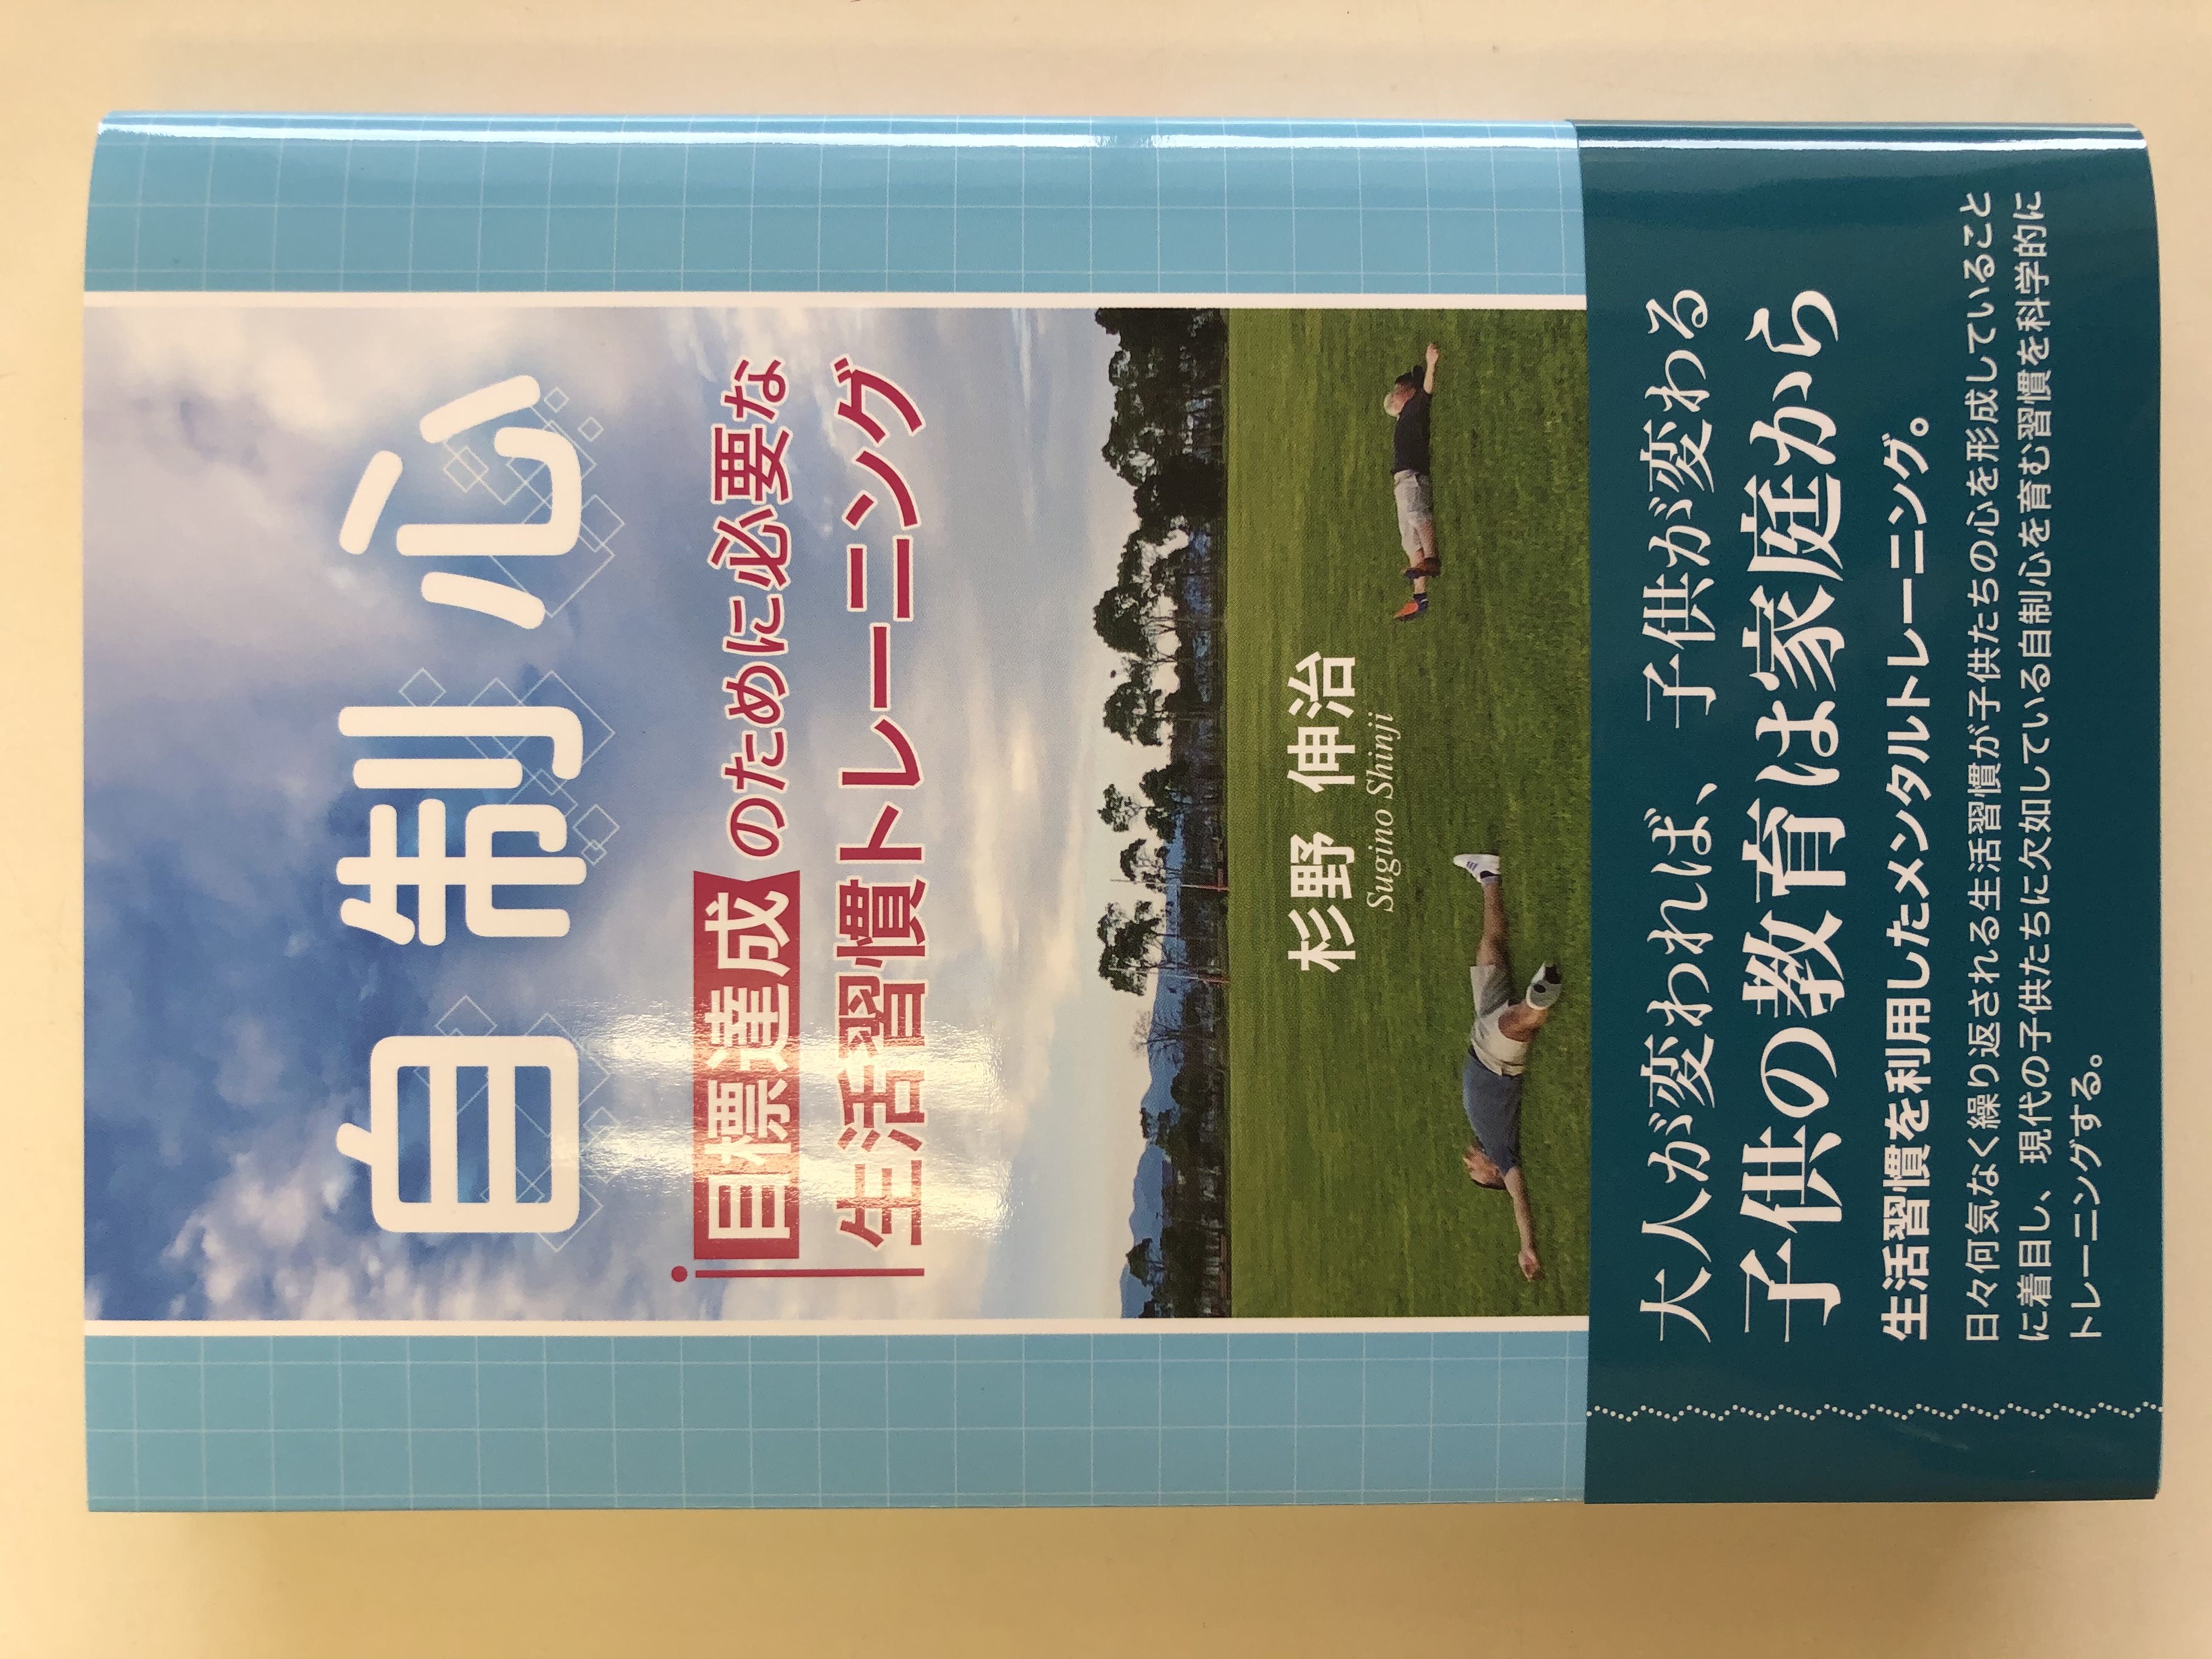 自制心
目標達成のために必要な
生活習慣トレーニング
杉野 伸治
Sugino Shinji
大人が変われば、子供が変わる
子供の教育は家庭から
生活習慣を利用したメンタルトレーニング。
日々何気なく繰り返される生活習慣が子供たちの心を形成していること
に着目し、現代の子供たちに欠如している自制心を育む習慣を科学的に
トレーニングする。